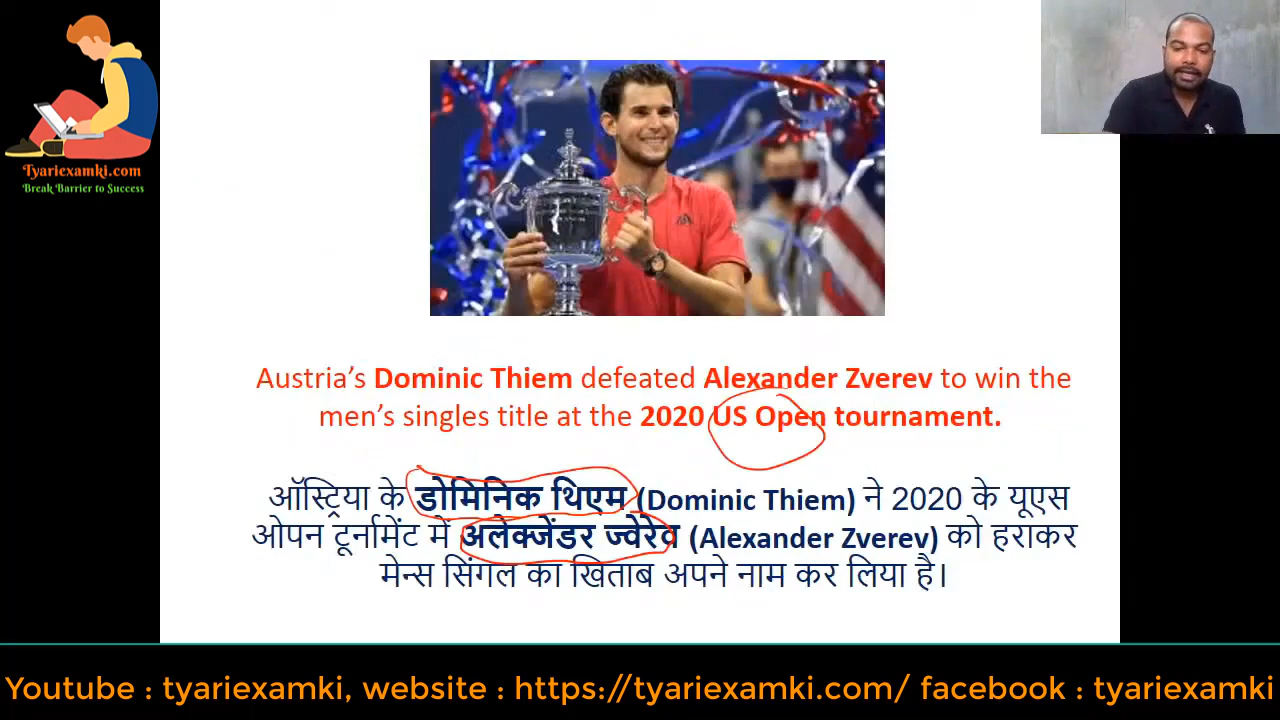 Tyariexamki.com
Break Barrier to Success
Austria’s Dominic Thiem defeated Alexander Zverev to win the
men’s singles title at the 2020 US Open tournament.
ऑस्ट्रिया के डोमिनिक थिएम (Dominic Thiem) ने 2020 के यूएस
ओपन टूर्नामेंट में अलेक्जेंडर ज्वेरेव (Alexander Zverev) को हराकर
मेन्स सिंगल का खिताब अपने नाम कर लिया है।
Youtube : tyariexamki, website : https://tyariexamki.com/ facebook : tyariexamki